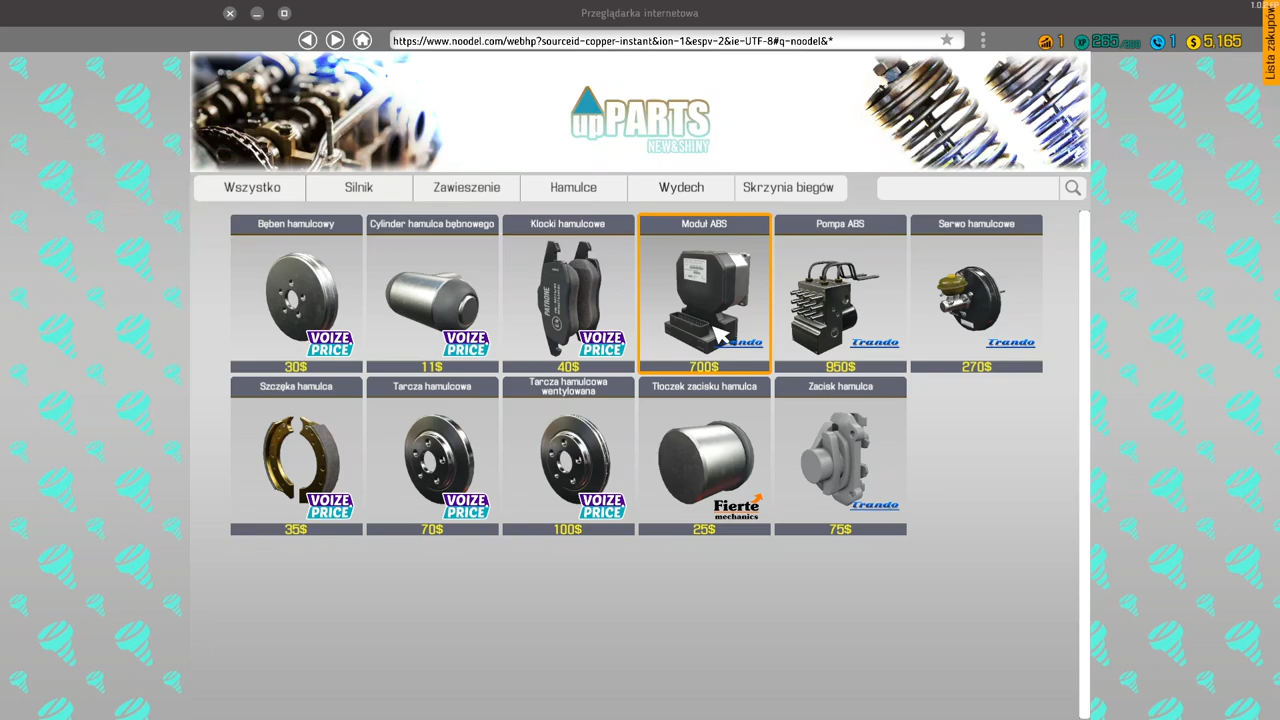 Przeglądarka internetowa
https://www.noodel.com/webhp?sourceid-copper-instant&ion-1&espv-2&ie-UTF-8#q-noodel&*
1
XP 265
1
$ 5,165
Lista zakupów
upPARTS
NEW&SHINY
Wszystko
Silnik
Zawieszenie
Hamulce
Wydech
Skrzynia biegów
Bęben hamulcowy
Cylinder hamulca bębnowego
Klocki hamulcowe
Moduł ABS
Pompa ABS
Serwo hamulcowe
VOIZE PRICE
VOIZE PRICE
VOIZE PRICE
Trando
Trando
30$
11$
40$
700$
950$
270$
Szczęka hamulca
Tarcza hamulcowa
Tarcza hamulcowa
wentylowana
Tłoczek zacisku hamulca
Zacisk hamulca
VOIZE PRICE
VOIZE PRICE
VOIZE PRICE
Fierte
mechanics
Trando
35$
70$
100$
25$
75$